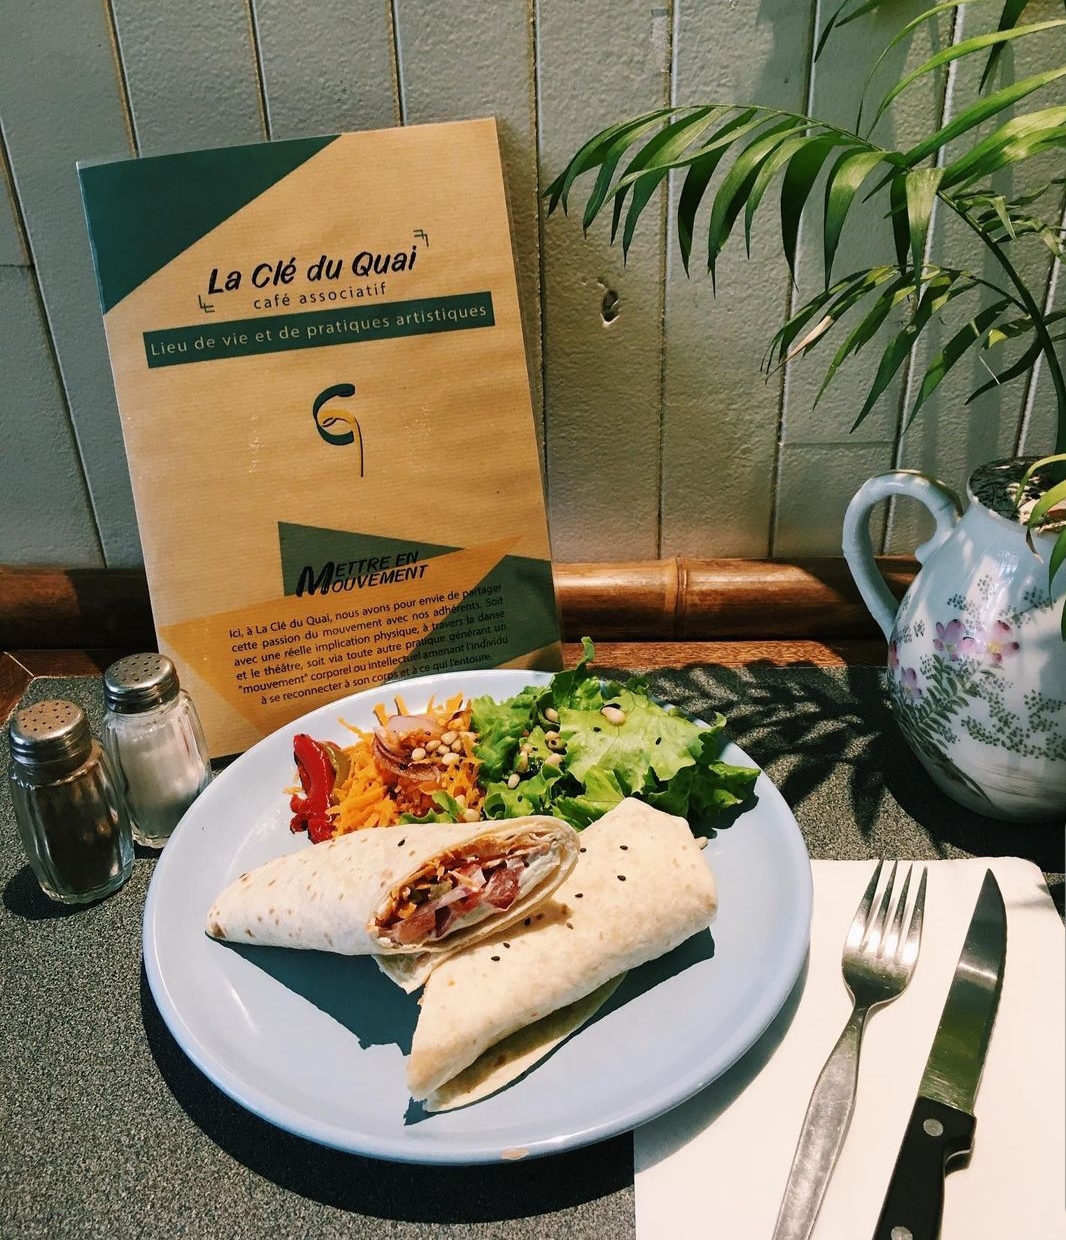 La Clé du Quai
café associatif
Lieu de vie et de pratiques artistiques
METTRE EN
MOUVEMENT
Ici, à La Clé du Quai, nous avons pour envie de partager
cette passion du mouvement avec nos adhérents. Soit
avec une réelle implication physique, à travers la danse
et le théâtre, soit via toute autre pratique générant un
"mouvement" corporel ou intellectuel amenant l'individu
à se reconnecter à son corps et à ce qui l'entoure.